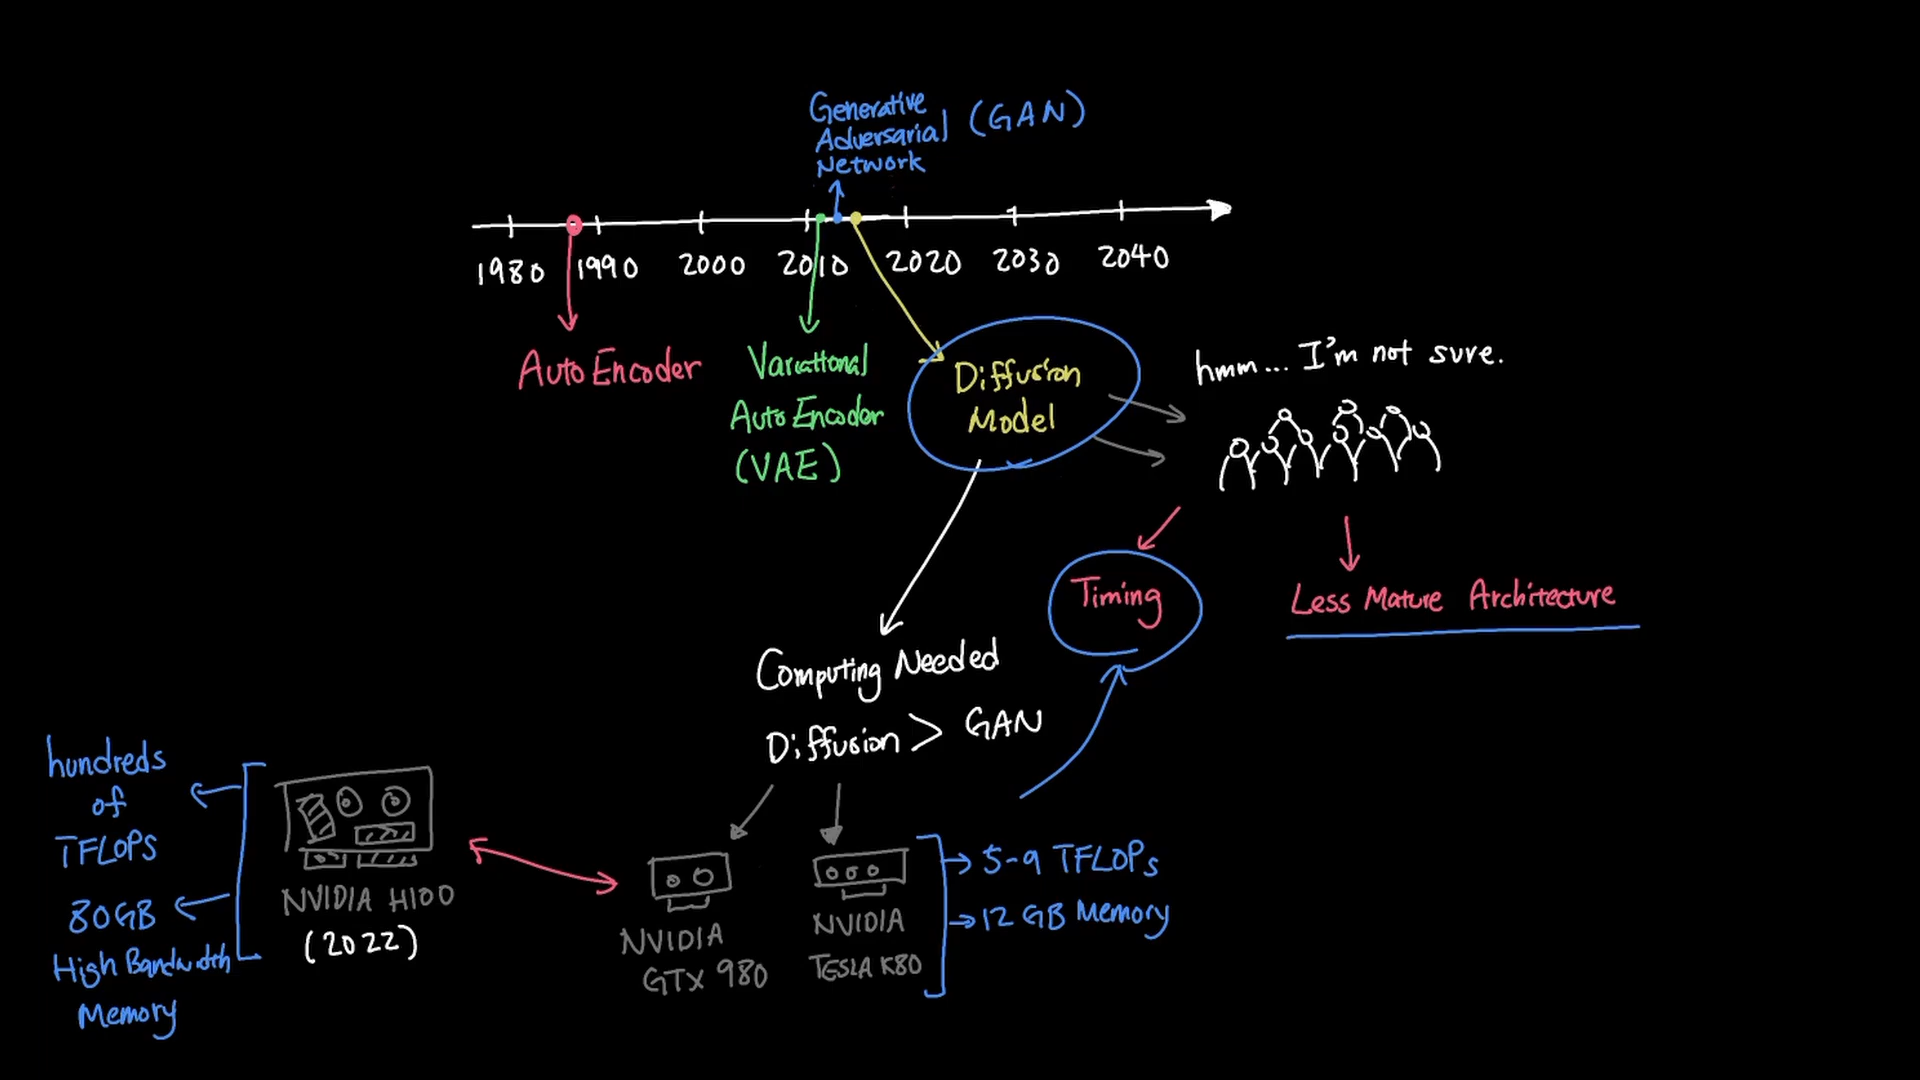 Generative
Adversarial (GAN)
Network
1980 1990 2000 2010 2020 2030 2040
Auto Encoder
Variational
Auto Encoder
(VAE)
Diffusion
Model
hmm... I'm not sure.
Timing
Less Mature Architecture
Computing Needed
Diffusion > GAN
hundreds
of
TFLOPS
80GB
High Bandwidth
Memory
NVIDIA H100
(2022)
NVIDIA
GTX 980
NVIDIA
TESLA K80
5-9 TFLOPs
12 GB Memory